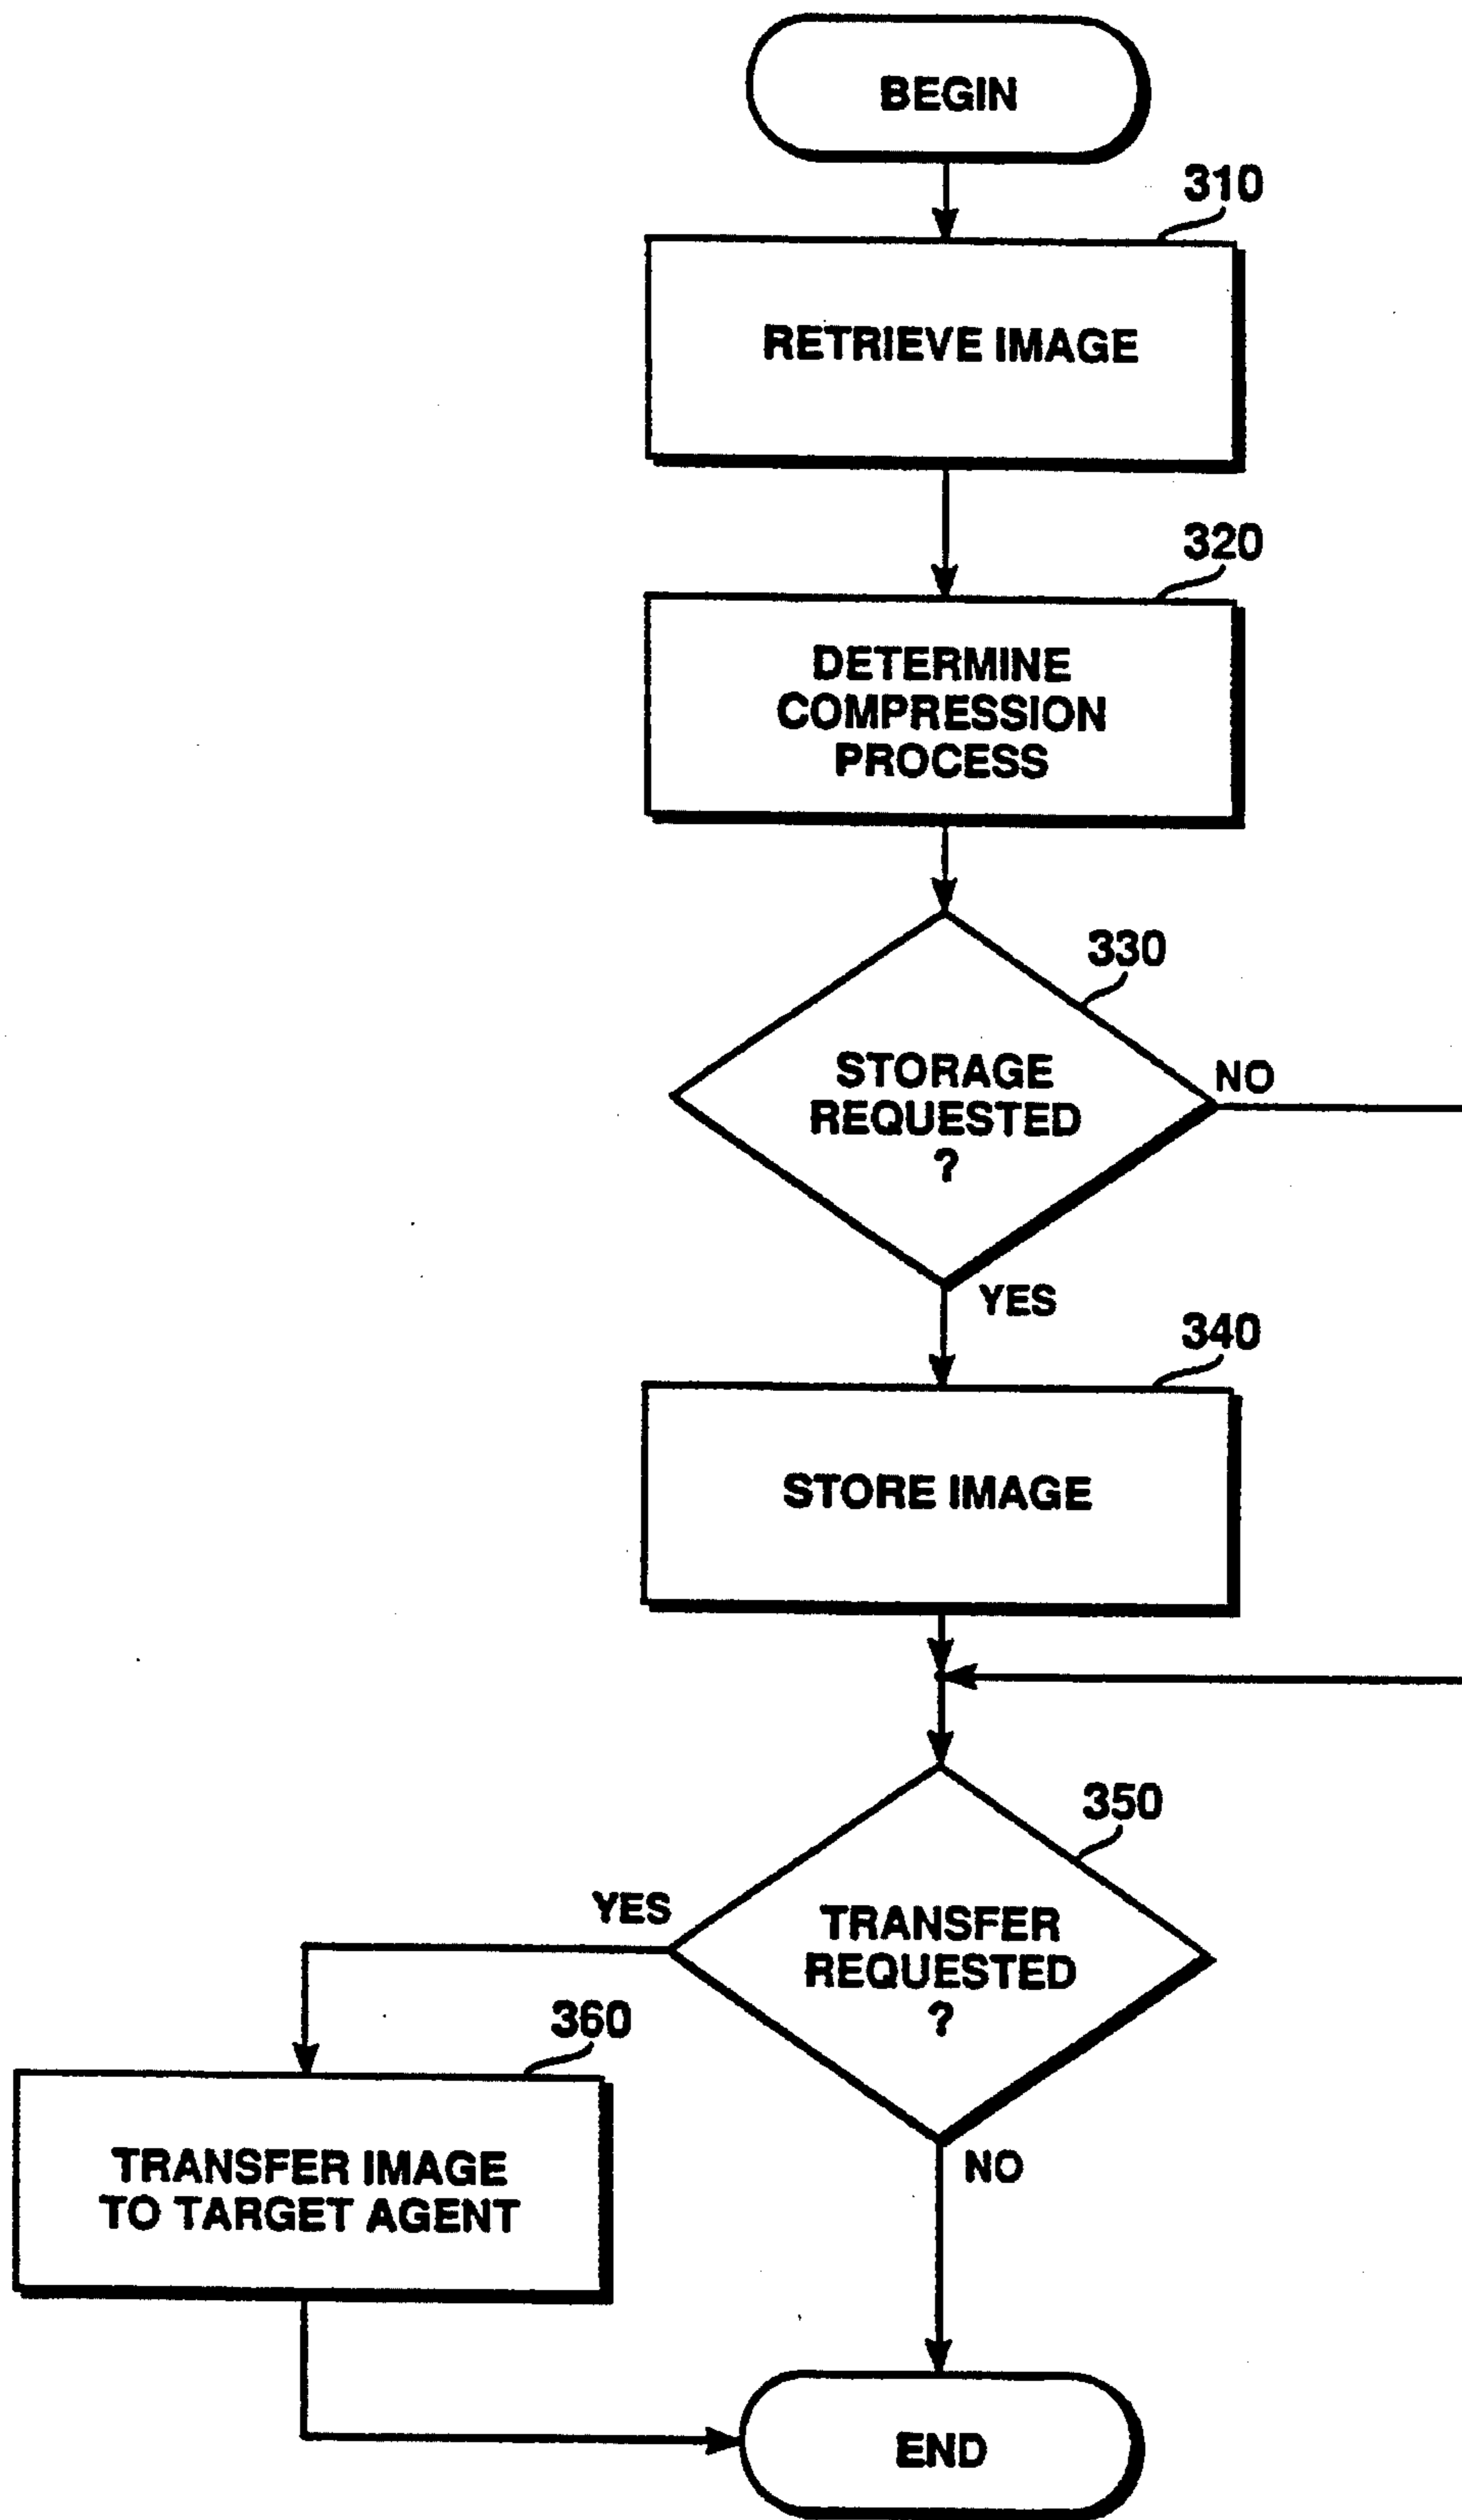 BEGIN
310
RETRIEVE IMAGE
320
DETERMINE
COMPRESSION
PROCESS
330
STORAGE
REQUESTED
?
NO
YES
340
STORE IMAGE
350
YES
TRANSFER
REQUESTED
?
360
NO
TRANSFER IMAGE
TO TARGET AGENT
END